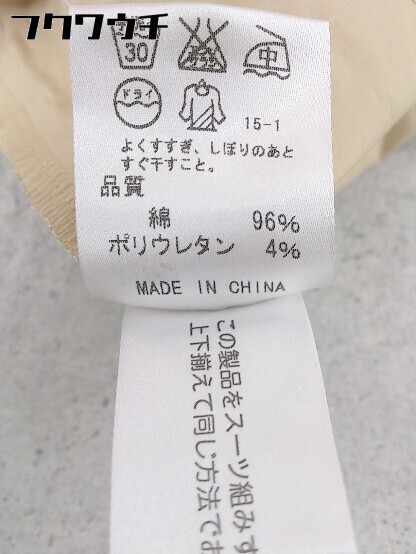 フクワウチ
30
中
ドライ
15-1
よくすすぎ、しぼりのあと
すぐ干すこと。
品質
綿 96%
ポリウレタン 4%
MADE IN CHINA
この製品をスーツ組みす
上下揃えて同じ方法でお